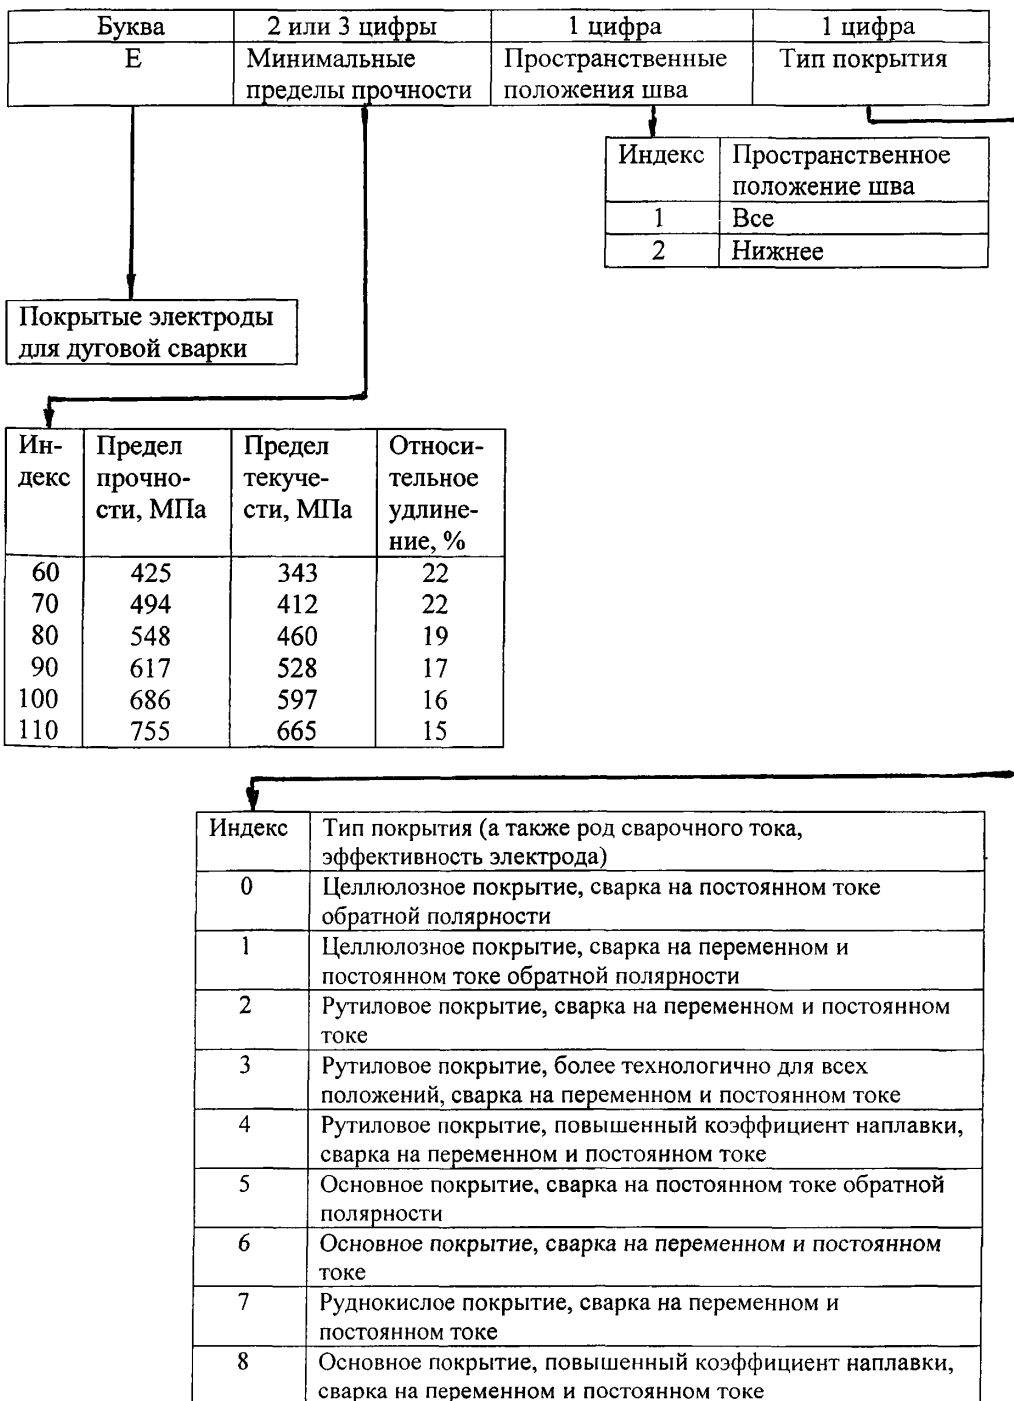 Буква 2 или 3 цифры 1 цифра 1 цифра
Е Минимальные Пространственные Тип покрытия
пределы прочности положения шва
Индекс Пространственное
положение шва
1 Все
2 Нижнее
Покрытые электроды
для дуговой сварки
Ин- Предел Предел Относи-
декс прочно- текуче- тельное
сти, МПа сти, МПа удлине-
ние, %
60 425 343 22
70 494 412 22
80 548 460 19
90 617 528 17
100 686 597 16
110 755 665 15
Индекс Тип покрытия (а также род сварочного тока,
эффективность электрода)
0 Целлюлозное покрытие, сварка на постоянном токе
обратной полярности
1 Целлюлозное покрытие, сварка на переменном и
постоянном токе обратной полярности
2 Рутиловое покрытие, сварка на переменном и постоянном
токе
3 Рутиловое покрытие, более технологично для всех
положений, сварка на переменном и постоянном токе
4 Рутиловое покрытие, повышенный коэффициент наплавки,
сварка на переменном и постоянном токе
5 Основное покрытие, сварка на постоянном токе обратной
полярности
6 Основное покрытие, сварка на переменном и постоянном
токе
7 Руднокислое покрытие, сварка на переменном и
постоянном токе
8 Основное покрытие, повышенный коэффициент наплавки,
сварка на переменном и постоянном токе